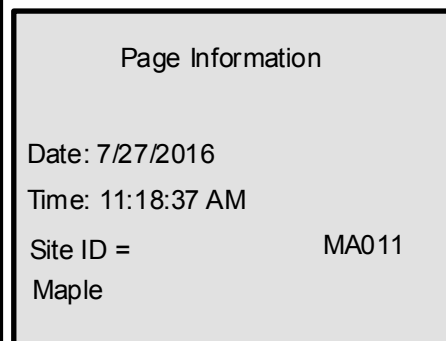 Page Information
Date: 7/27/2016
Time: 11:18:37 AM
Site ID = MA011
Maple